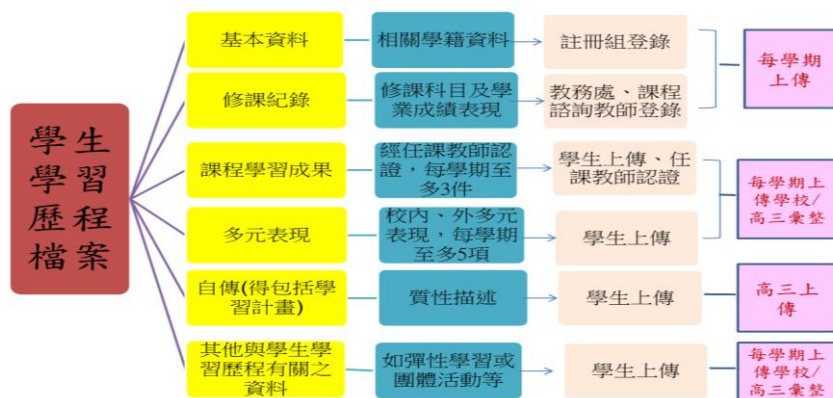 學生
學習
歷程
檔案
基本資料
相關學籍資料
註冊組登錄
每學期
上傳
修課紀錄
修課科目及學
業成績表現
教務處、課程
諮詢教師登錄
課程學習成果
經任課教師認
證，每學期至
多3件
學生上傳、任
課教師認證
每學期上
傳學校/
高三彙整
多元表現
校內、外多元
表現，每學期
至多5項
學生上傳
自傳(得包括學
習計畫)
質性描述
學生上傳
高三上
傳
其他與學生學
習歷程有關之
資料
如彈性學習或
團體活動等
學生上傳
每學期上
傳學校/
高三彙整